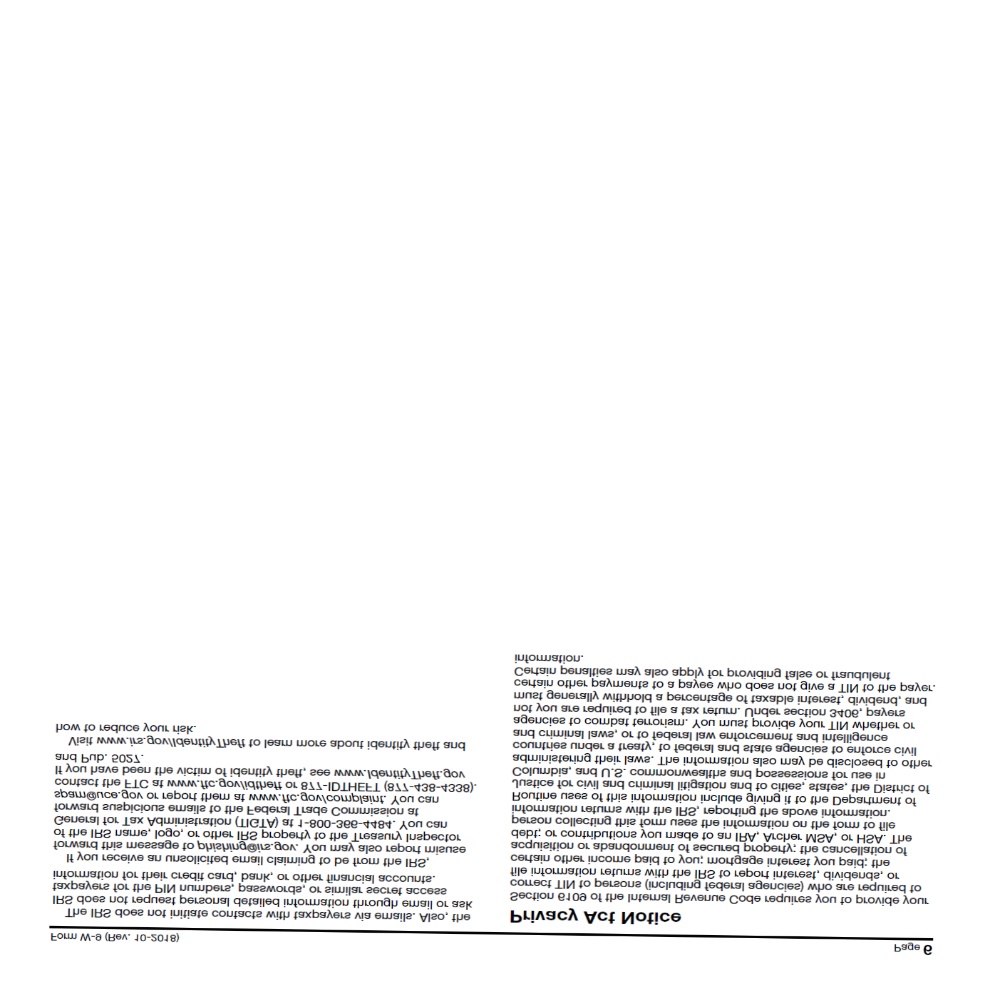 Form W-9 (Rev. 10-2018)
Page 6
The IRS does not initiate contacts with taxpayers via emails. Also, the
IRS does not request personal detailed information through email or ask
taxpayers for the PIN numbers, passwords, or similar secret access
information for their credit card, bank, or other financial accounts.
If you receive an unsolicited email claiming to be from the IRS,
forward this message to phishing@irs.gov. You may also report misuse
of the IRS name, logo, or other IRS property to the Treasury Inspector
General for Tax Administration (TIGTA) at 1-800-366-4484. You can
forward suspicious emails to the Federal Trade Commission at
spam@uce.gov or report them at www.ftc.gov/complaint. You can
contact the FTC at www.ftc.gov/idtheft or 877-IDTHEFT (877-438-4338).
If you have been the victim of identity theft, see www.IdentityTheft.gov
and Pub. 5027.
Visit www.irs.gov/IdentityTheft to learn more about identity theft and
how to reduce your risk.
Privacy Act Notice
Section 6109 of the Internal Revenue Code requires you to provide your
correct TIN to persons (including federal agencies) who are required to
file information returns with the IRS to report interest, dividends, or
certain other income paid to you; mortgage interest you paid; the
acquisition or abandonment of secured property; the cancellation of
debt; or contributions you made to an IRA, Archer MSA, or HSA. The
person collecting this form uses the information on the form to file
information returns with the IRS, reporting the above information.
Routine uses of this information include giving it to the Department of
Justice for civil and criminal litigation and to cities, states, the District of
Columbia, and U.S. commonwealths and possessions for use in
administering their laws. The information also may be disclosed to other
countries under a treaty, to federal and state agencies to enforce civil
and criminal laws, or to federal law enforcement and intelligence
agencies to combat terrorism. You must provide your TIN whether or
not you are required to file a tax return. Under section 3406, payers
must generally withhold a percentage of taxable interest, dividend, and
certain other payments to a payee who does not give a TIN to the payer.
Certain penalties may also apply for providing false or fraudulent
information.